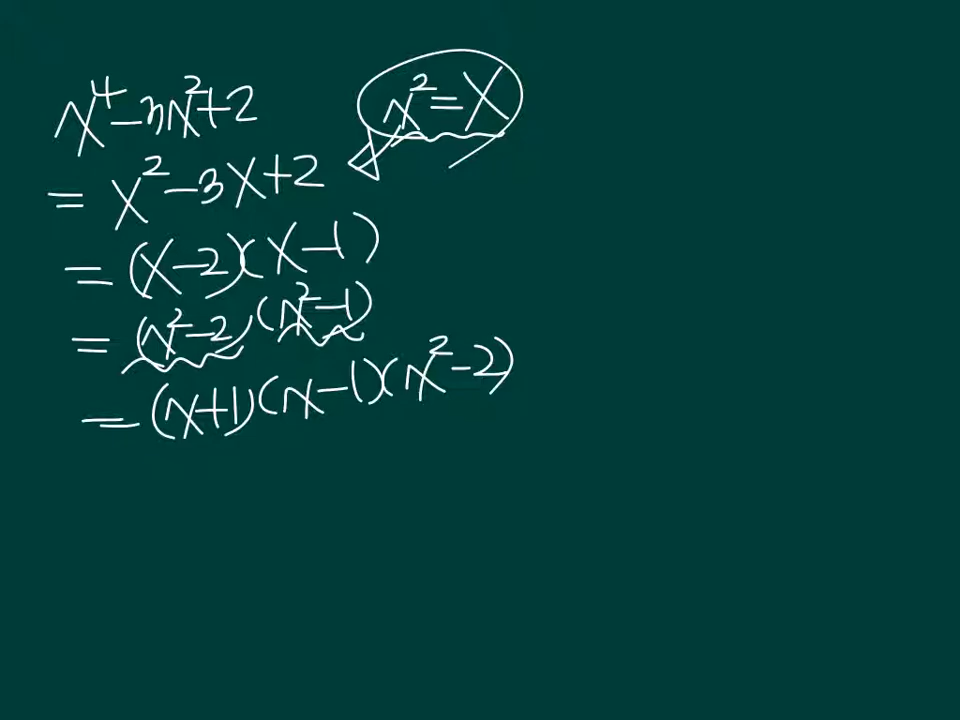 x⁴-3x²+2
x²=X
= X²-3X+2
= (X-2)(X-1)
= (x²-2)(x²-1)
= (x+1)(x-1)(x²-2)